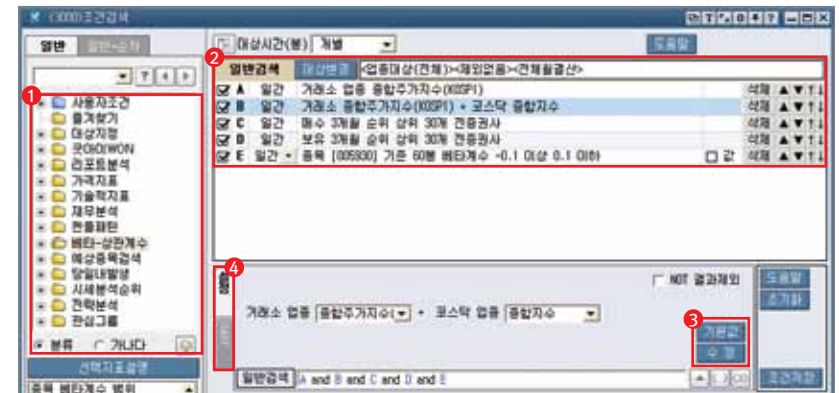 (3000)조건검색
일반
대상시간(봉) 개별
도움말
2
일반검색 대상변경 <업종대상(전체)><제외없음><전체월결산>
A 일간 거래소 업종 종합주가지수(KOSPI) 삭제 ▲▼↑↓
B 일간 거래소 종합주가지수(KOSPI) + 코스닥 종합지수 삭제 ▲▼↑↓
C 일간 매수 3개월 순위 상위 30개 전증권사 삭제 ▲▼↑↓
D 일간 보유 3개월 순위 상위 30개 전증권사 삭제 ▲▼↑↓
E 일간 종목 [005930] 기준 60봉 베타계수 -0.1 이상 0.1 이하 값 삭제 ▲▼↑↓
1
사용자조건
즐겨찾기
대상지정
굿아이WON
리포트분석
가격지표
기술적지표
재무분석
캔들패턴
베타-상관계수
예상종목검색
당일내발생
시세분석순위
전략분석
관심그룹
분류 가나다
선택지표설명
종목 베타계수 범위
4
NOT 결과제외
도움말
초기화
거래소 업종 종합주가지수( + 코스닥 업종 종합지수
3
기본값
수 정
일반검색 A and B and C and D and E
조건저장